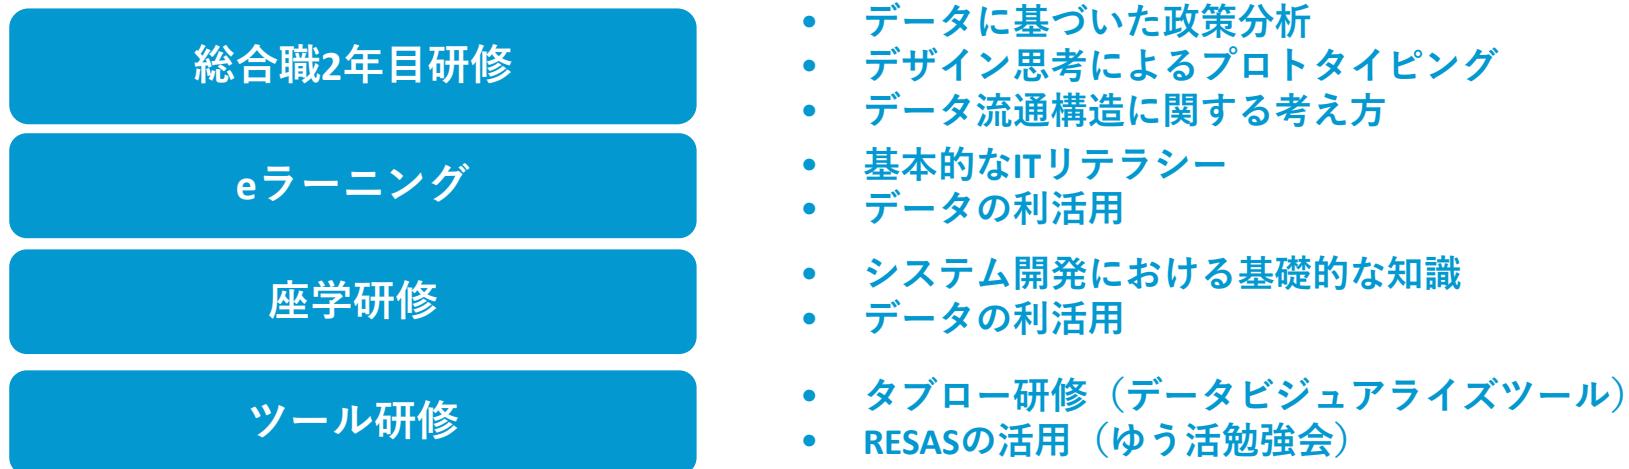 総合職2年目研修
• データに基づいた政策分析
• デザイン思考によるプロトタイピング
• データ流通構造に関する考え方
eラーニング
• 基本的なITリテラシー
• データの利活用
座学研修
• システム開発における基礎的な知識
• データの利活用
ツール研修
• タブロー研修（データビジュアライズツール）
• RESASの活用（ゆう活勉強会）